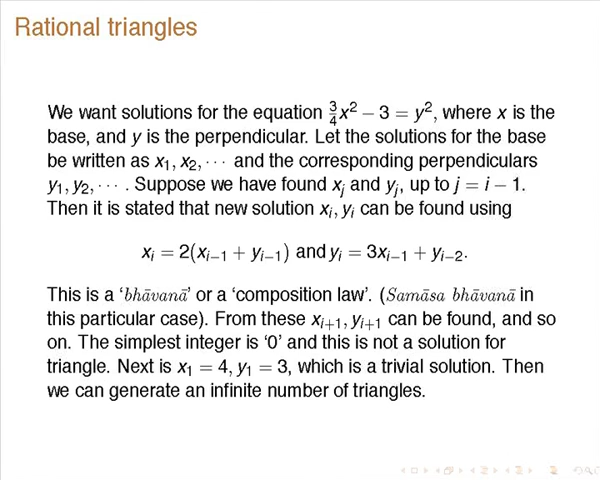 Rational triangles
We want solutions for the equation ¾x² − 3 = y², where x is the
base, and y is the perpendicular. Let the solutions for the base
be written as x₁, x₂, ··· and the corresponding perpendiculars
y₁, y₂, ··· . Suppose we have found xⱼ and yⱼ, up to j = i − 1.
Then it is stated that new solution xᵢ, yᵢ can be found using
xᵢ = 2(xᵢ₋₁ + yᵢ₋₁) and yᵢ = 3xᵢ₋₁ + yᵢ₋₂.
This is a ‘bhāvanā’ or a ‘composition law’. (Samāsa bhāvanā in
this particular case). From these xᵢ₊₁, yᵢ₊₁ can be found, and so
on. The simplest integer is ‘0’ and this is not a solution for
triangle. Next is x₁ = 4, y₁ = 3, which is a trivial solution. Then
we can generate an infinite number of triangles.